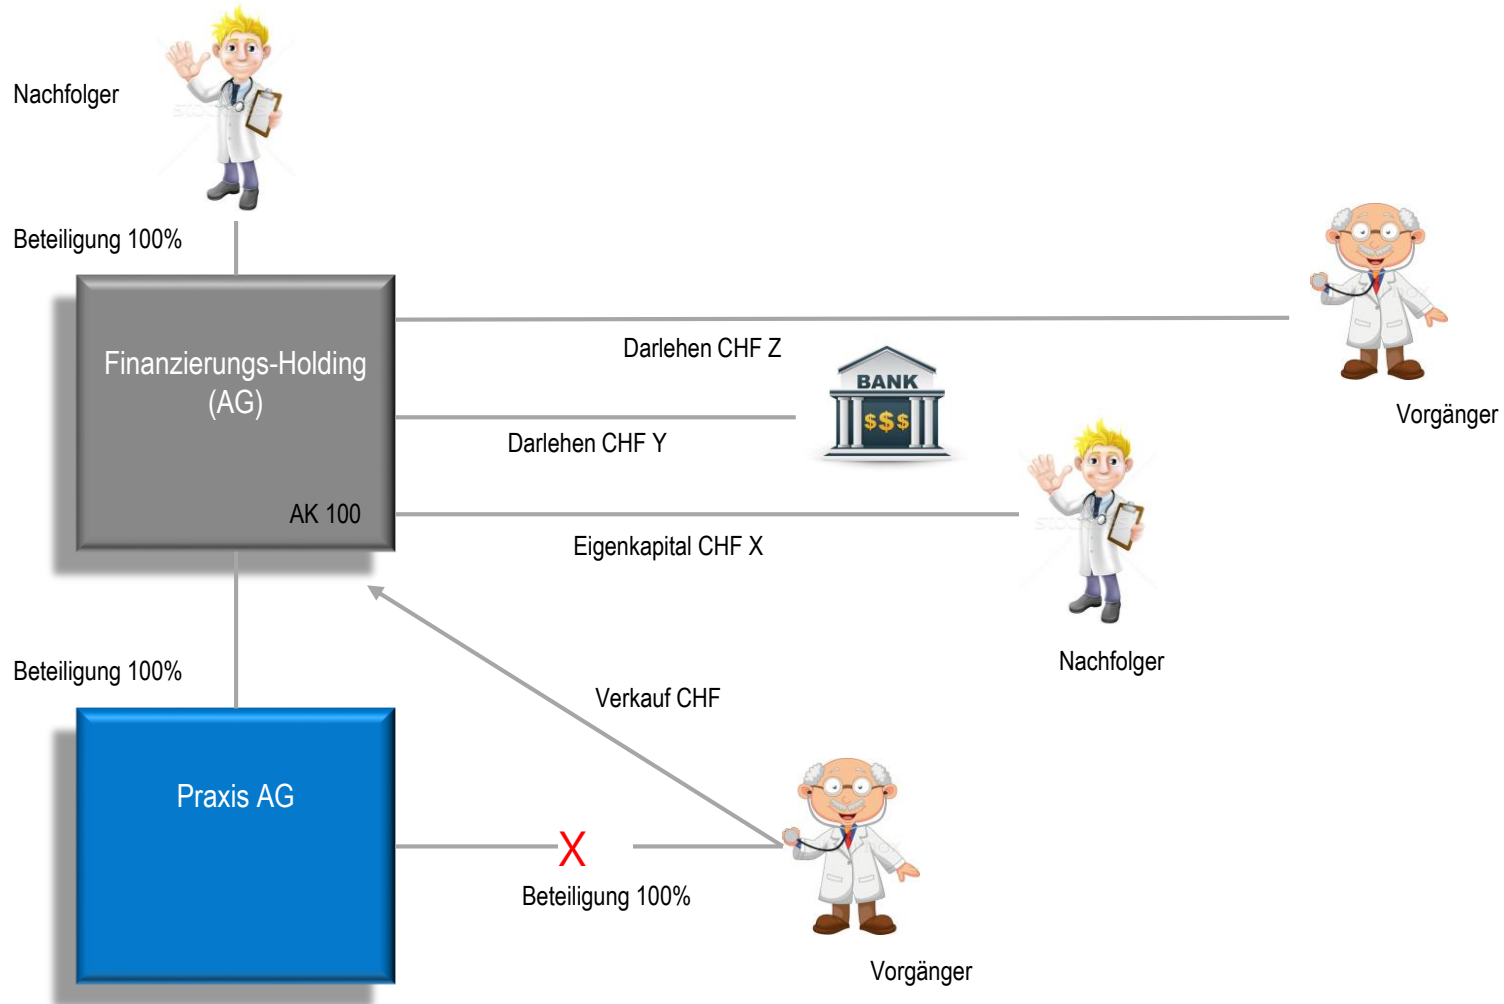 Nachfolger
Beteiligung 100%
Finanzierungs-Holding
(AG)
AK 100
Darlehen CHF Z
BANK
$$$
Darlehen CHF Y
Vorgänger
Eigenkapital CHF X
Nachfolger
Beteiligung 100%
Verkauf CHF
Praxis AG
X
Beteiligung 100%
Vorgänger